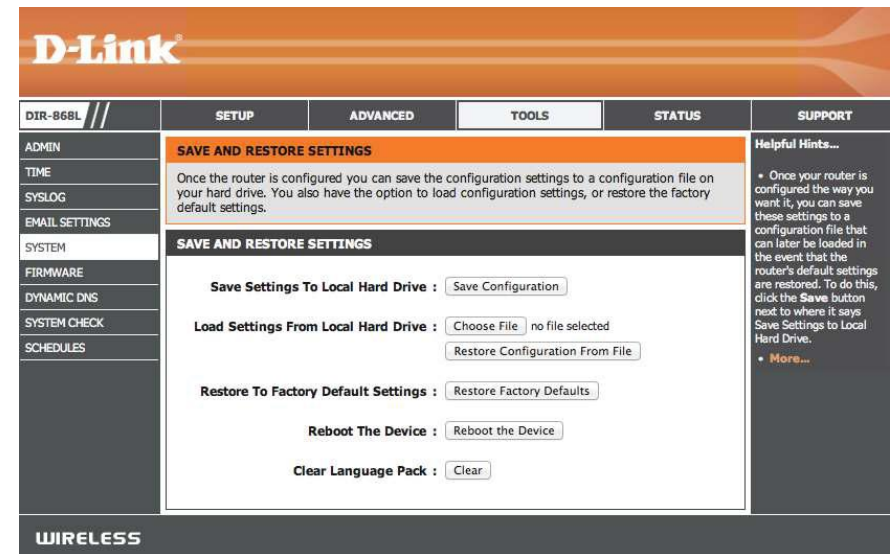 D-Link®
DIR-868L
SETUP
ADVANCED
TOOLS
STATUS
SUPPORT
ADMIN
TIME
SYSLOG
EMAIL SETTINGS
SYSTEM
FIRMWARE
DYNAMIC DNS
SYSTEM CHECK
SCHEDULES
SAVE AND RESTORE SETTINGS
Once the router is configured you can save the configuration settings to a configuration file on
your hard drive. You also have the option to load configuration settings, or restore the factory
default settings.
SAVE AND RESTORE SETTINGS
Save Settings To Local Hard Drive : Save Configuration
Load Settings From Local Hard Drive : Choose File no file selected
Restore Configuration From File
Restore To Factory Default Settings : Restore Factory Defaults
Reboot The Device : Reboot the Device
Clear Language Pack : Clear
Helpful Hints...
• Once your router is
configured the way you
want it, you can save
these settings to a
configuration file that
can later be loaded in
the event that the
router's default settings
are restored. To do this,
click the Save button
next to where it says
Save Settings to Local
Hard Drive.
• More...
WIRELESS